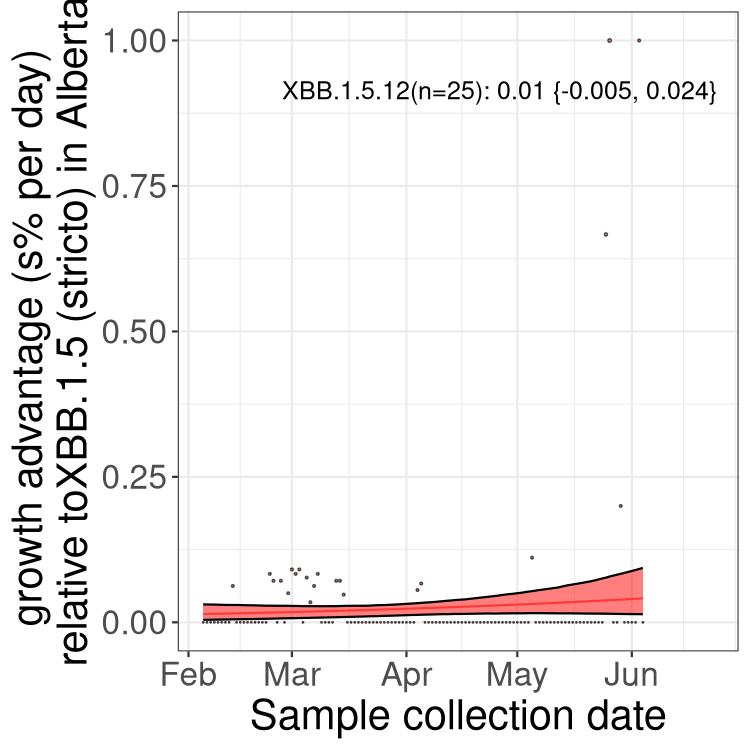 growth advantage (s% per day)
relative toXBB.1.5 (stricto) in Alberta
1.00
0.75
0.50
0.25
0.00
XBB.1.5.12(n=25): 0.01 {-0.005, 0.024}
Feb Mar Apr May Jun
Sample collection date